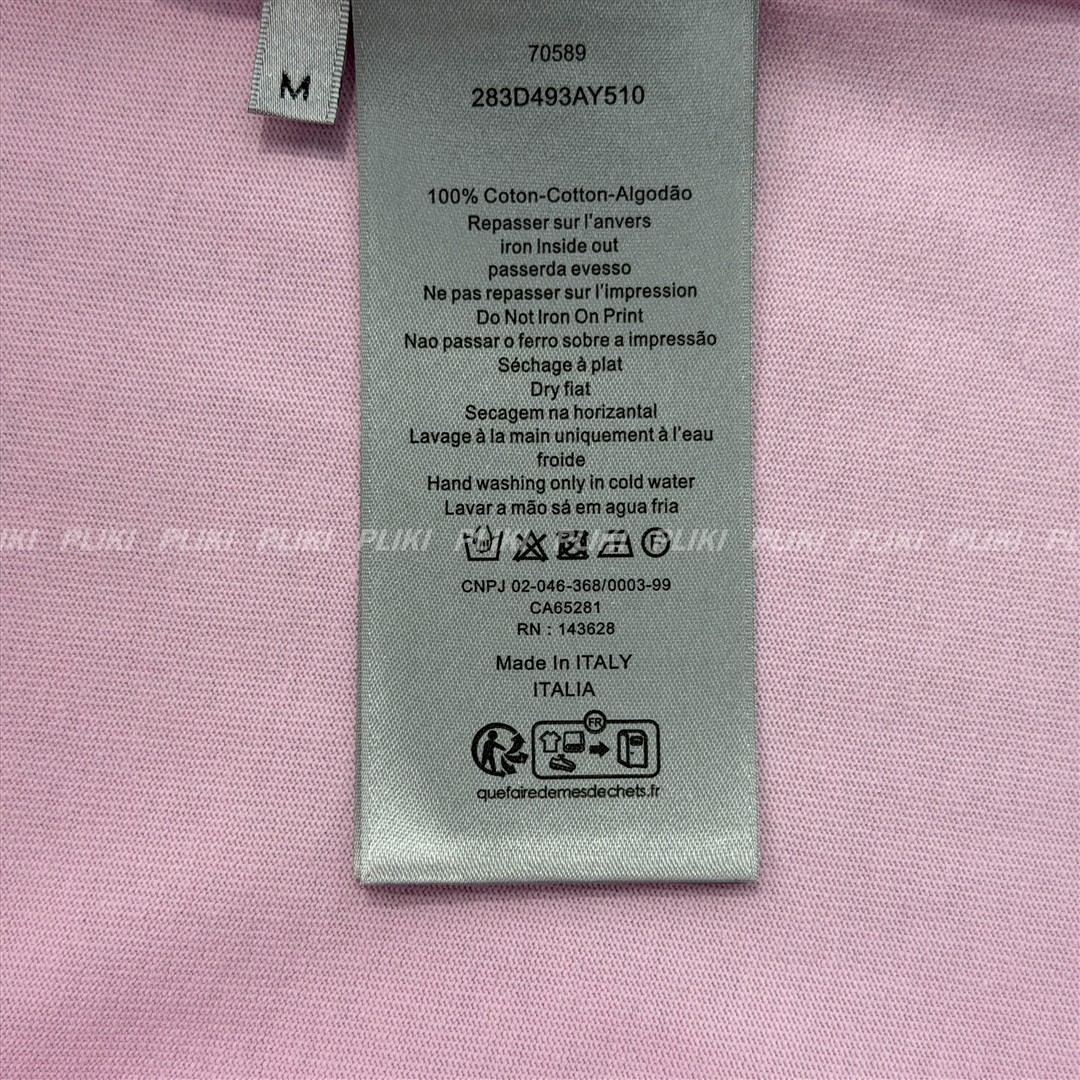 M
70589
283D493AY510
100% Coton-Cotton-Algodão
Repasser sur l'anvers
iron Inside out
passerda evesso
Ne pas repasser sur l'impression
Do Not Iron On Print
Nao passar o ferro sobre a impressão
Séchage à plat
Dry fiat
Secagem na horizantal
Lavage à la main uniquement à l'eau
froide
Hand washing only in cold water
Lavar a mão sá em agua fria
PLIKI PLIKI PLIKI PLIKI PLIKI PLIKI PLIKI PLIKI PLIKI
P
CNPJ 02-046-368/0003-99
CA65281
RN : 143628
Made In ITALY
ITALIA
FR
quefairedemesdechets.fr